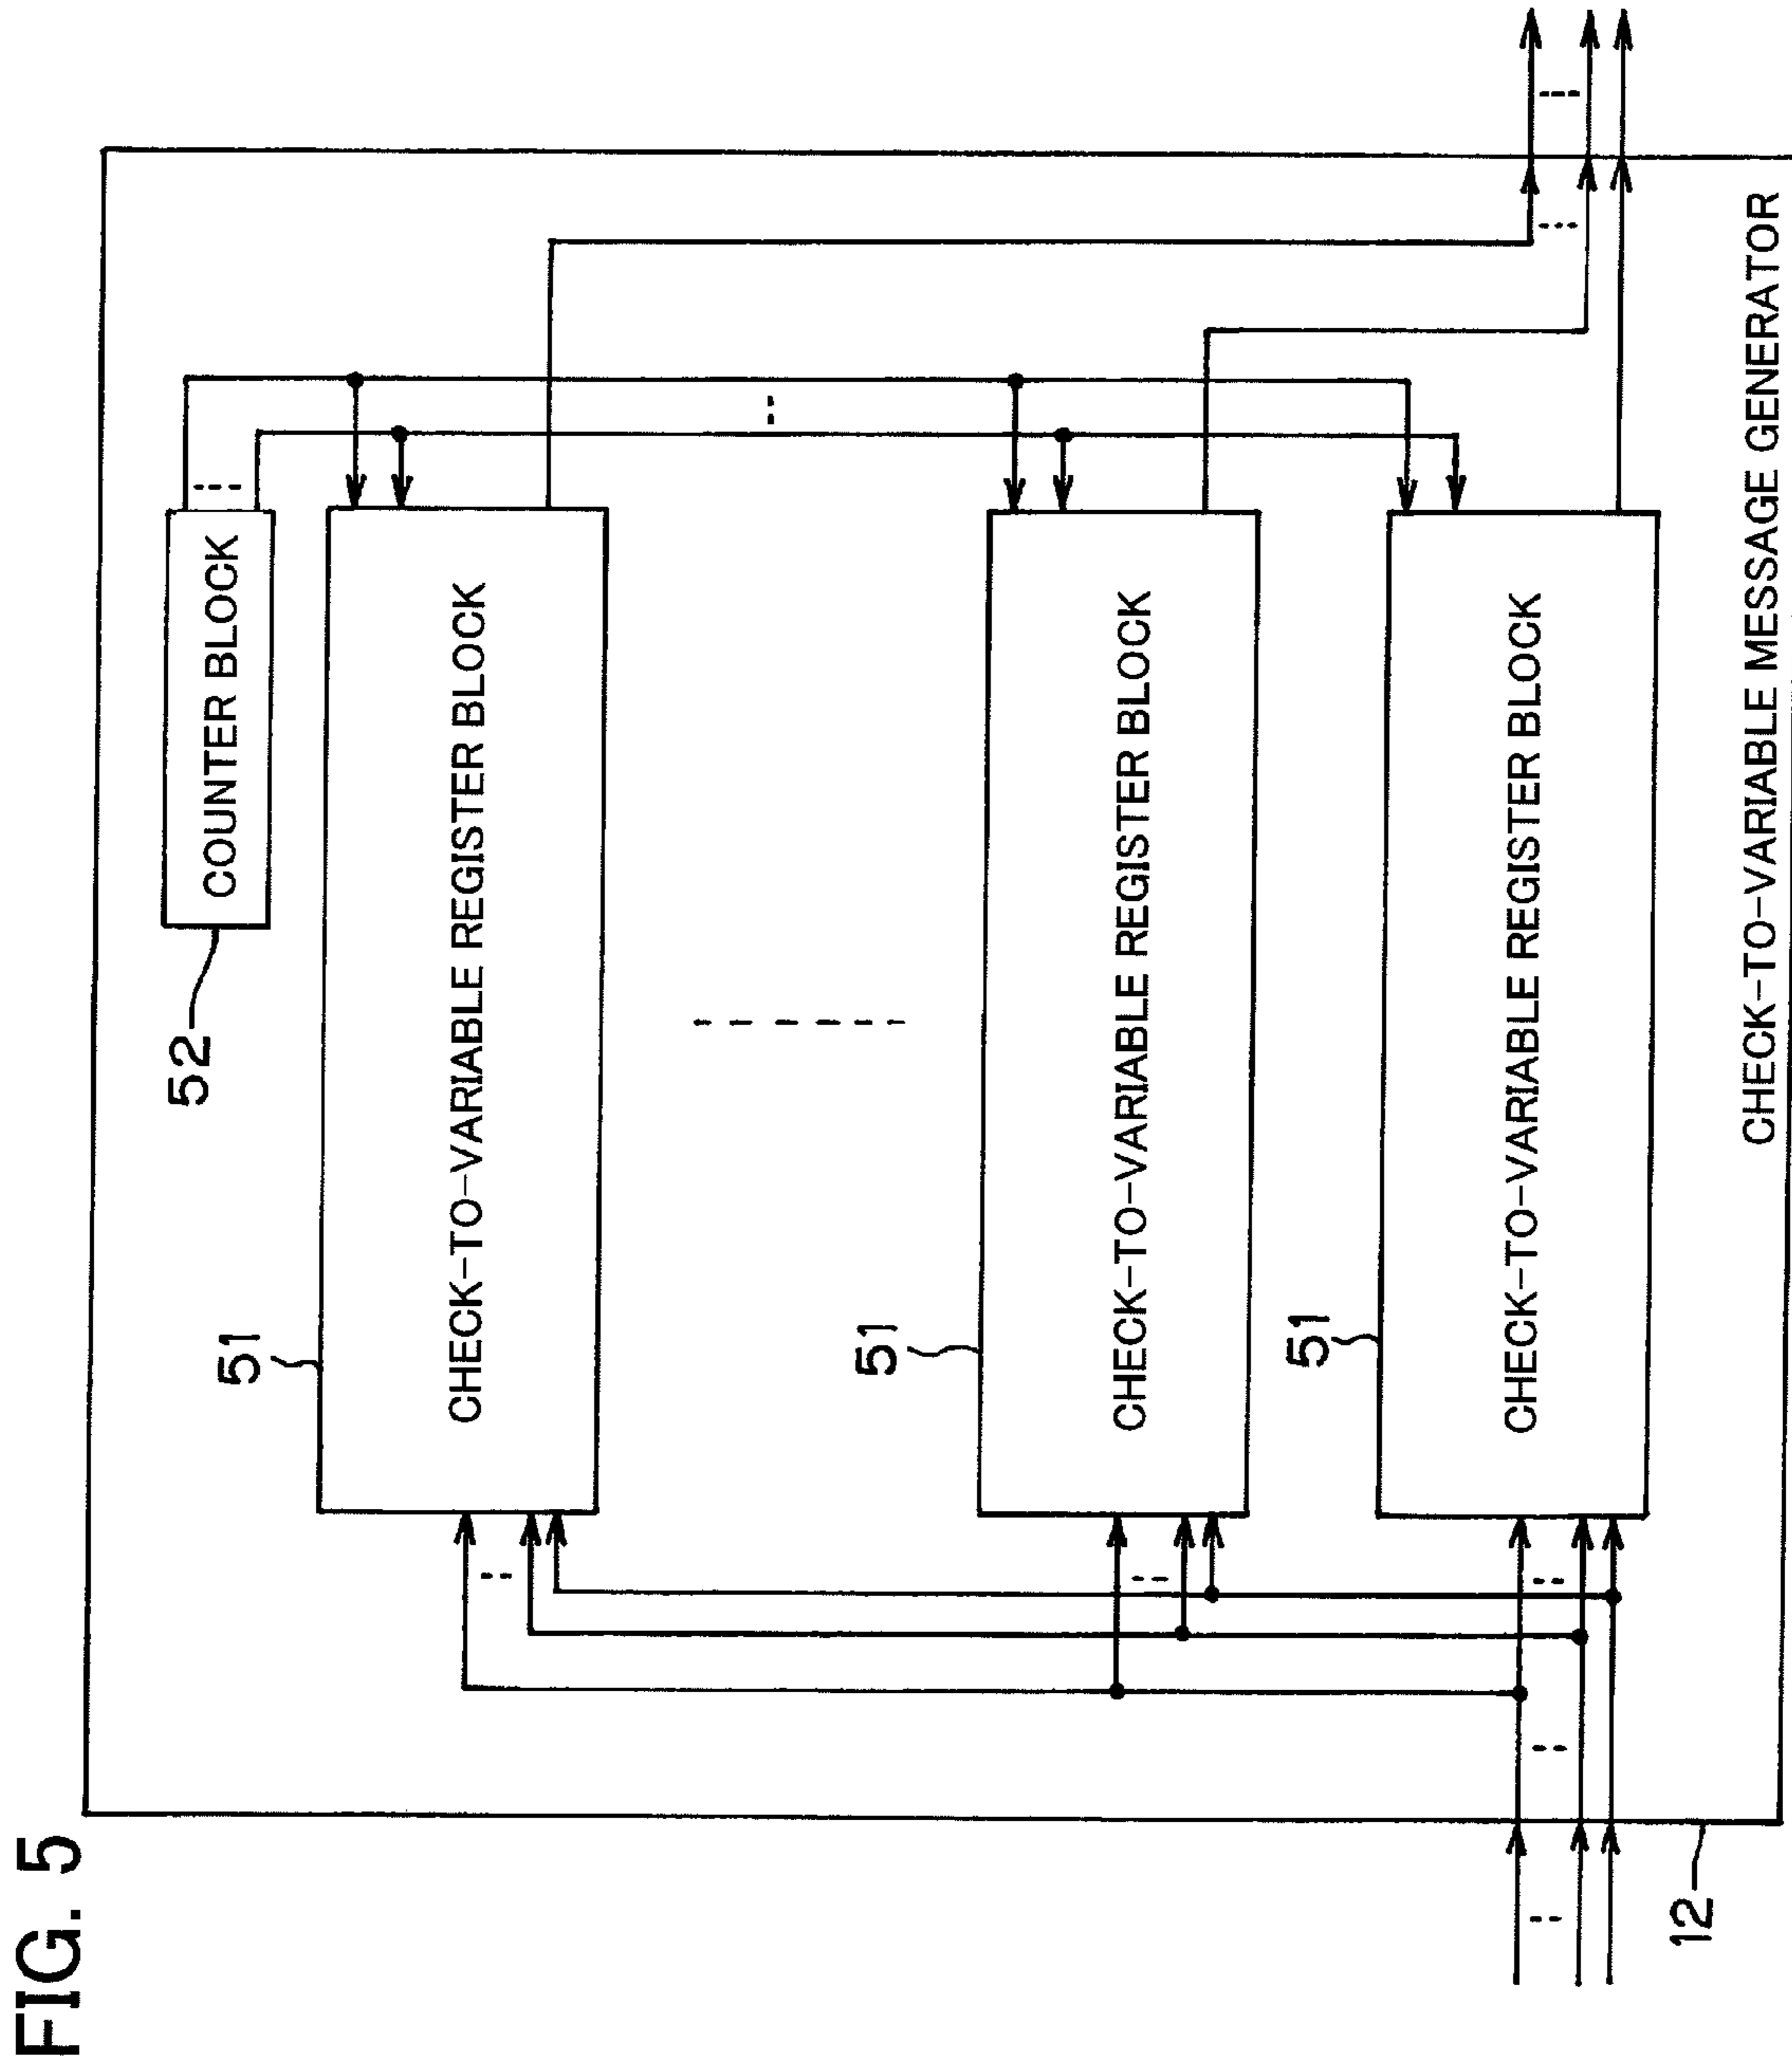 FIG. 5
52
COUNTER BLOCK
51
CHECK-TO-VARIABLE REGISTER BLOCK
51
CHECK-TO-VARIABLE REGISTER BLOCK
51
CHECK-TO-VARIABLE REGISTER BLOCK
12
CHECK-TO-VARIABLE MESSAGE GENERATOR